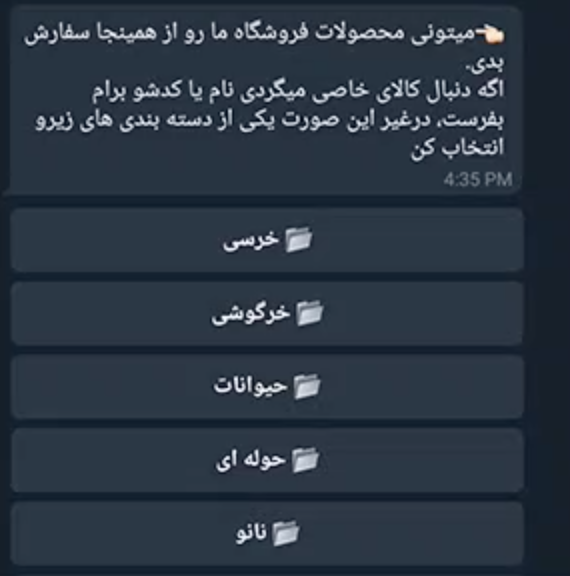 👈🏻میتونی محصولات فروشگاه ما رو از همینجا سفارش
بدی.
اگه دنبال کالای خاصی میگردی نام یا کدشو برام
بفرست، درغیر این صورت یکی از دسته بندی های زیرو
انتخاب کن
4:35 PM
📂 خرسی
📂 خرگوشی
📂 حیوانات
📂 حوله ای
📂 نانو